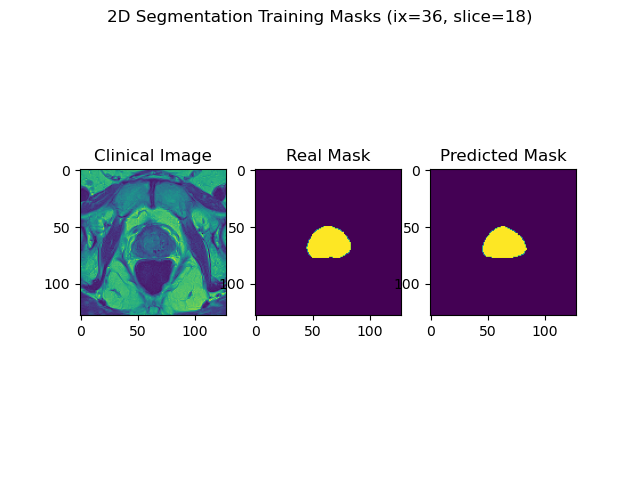 2D Segmentation Training Masks (ix=36, slice=18)
Clinical Image Real Mask Predicted Mask
0 0 0
50 50 50
100 100 100
0 50 100 0 50 100 0 50 100